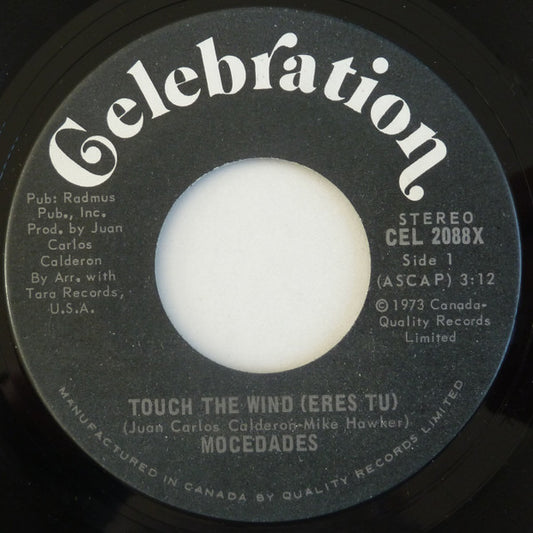 Celebration
Pub: Radmus
Pub., Inc.
Prod. by Juan
Carlos
Calderon
By Arr. with
Tara Records,
U.S.A.
STEREO
CEL 2088X
Side 1
(ASCAP) 3:12
© 1973 Canada-
Quality Records
Limited
TOUCH THE WIND (ERES TU)
(Juan Carlos Calderon-Mike Hawker)
MOCEDADES
MANUFACTURED IN CANADA BY QUALITY RECORDS LIMITED